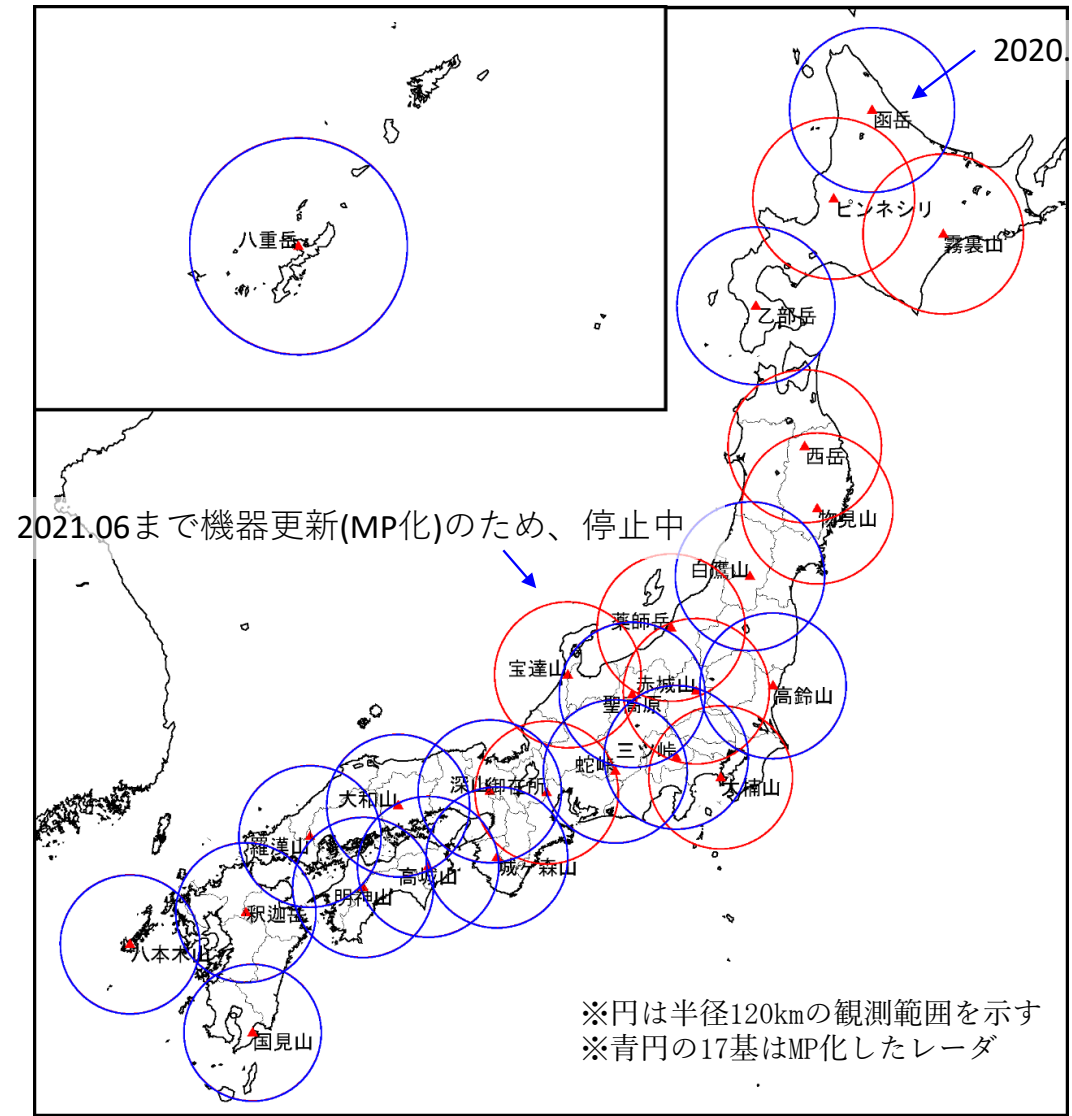 2020.
函岳
ピンネシリ
霧裏山
八重岳
乙部岳
西岳
物見山
2021.06まで機器更新(MP化)のため、停止中
白鷹山
薬師岳
宝達山
赤城山
高鈴山
聖高原
三ツ峠
蛇峠
大楠山
深山
御在所
大和山
羅漢山
高城山
城ケ森山
明神山
釈迦岳
八本木山
国見山
※円は半径120kmの観測範囲を示す
※青円の17基はMP化したレーダ